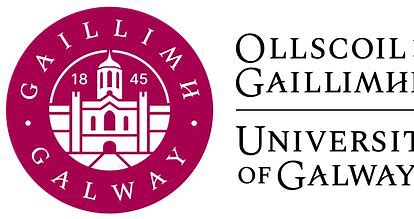 GAILLIMH
18 45
GALWAY
OLLSCOIL
GAILLIMH
UNIVERSIT
OF GALWAY